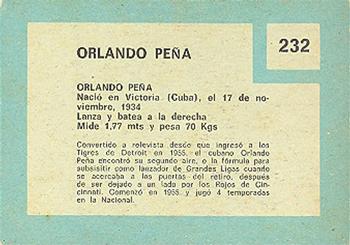 232
ORLANDO PEÑA
ORLANDO PEÑA
Nació en Victoria (Cuba), el 17 de no-
viembre, 1934
Lanza y batea a la derecha
Mide 1,77 mts y pesa 70 Kgs
Convertido a relevista desde que ingresó a los
Tigres de Detroit en 1955, el cubano Orlando
Peña encontró su segundo aire, o la fórmula para
subsistir como lanzador de Grandes Ligas cuando
se acercaba a las puertas del retiro, después
de ser dejado a un lado por los Rojos de Cin-
cinnati. Comenzó en 1955 y jugó 4 temporadas
en la Nacional.